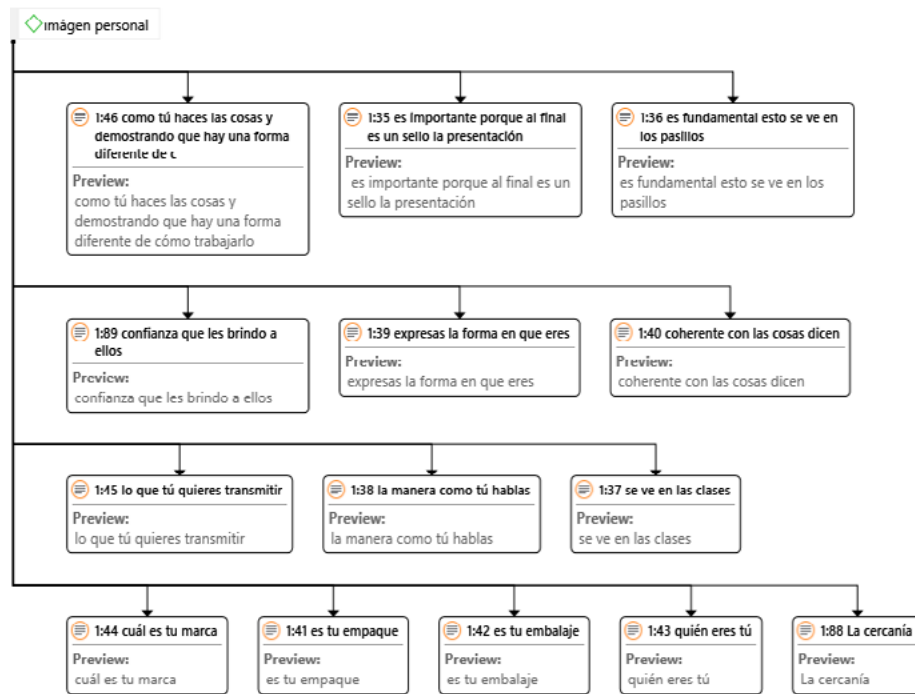 imágen personal
1:46 como tú haces las cosas y
demostrando que hay una forma
diferente de c
Preview:
como tú haces las cosas y
demostrando que hay una forma
diferente de cómo trabajarlo
1:35 es importante porque al final
es un sello la presentación
Preview:
es importante porque al final es un
sello la presentación
1:36 es fundamental esto se ve en
los pasillos
Preview:
es fundamental esto se ve en los
pasillos
1:89 confianza que les brindo a
ellos
Preview:
confianza que les brindo a ellos
1:39 expresas la forma en que eres
Preview:
expresas la forma en que eres
1:40 coherente con las cosas dicen
Preview:
coherente con las cosas dicen
1:45 lo que tú quieres transmitir
Preview:
lo que tú quieres transmitir
1:38 la manera como tú hablas
Preview:
la manera como tú hablas
1:37 se ve en las clases
Preview:
se ve en las clases
1:44 cuál es tu marca
Preview:
cuál es tu marca
1:41 es tu empaque
Preview:
es tu empaque
1:42 es tu embalaje
Preview:
es tu embalaje
1:43 quién eres tú
Preview:
quién eres tú
1:88 La cercanía
Preview:
La cercanía